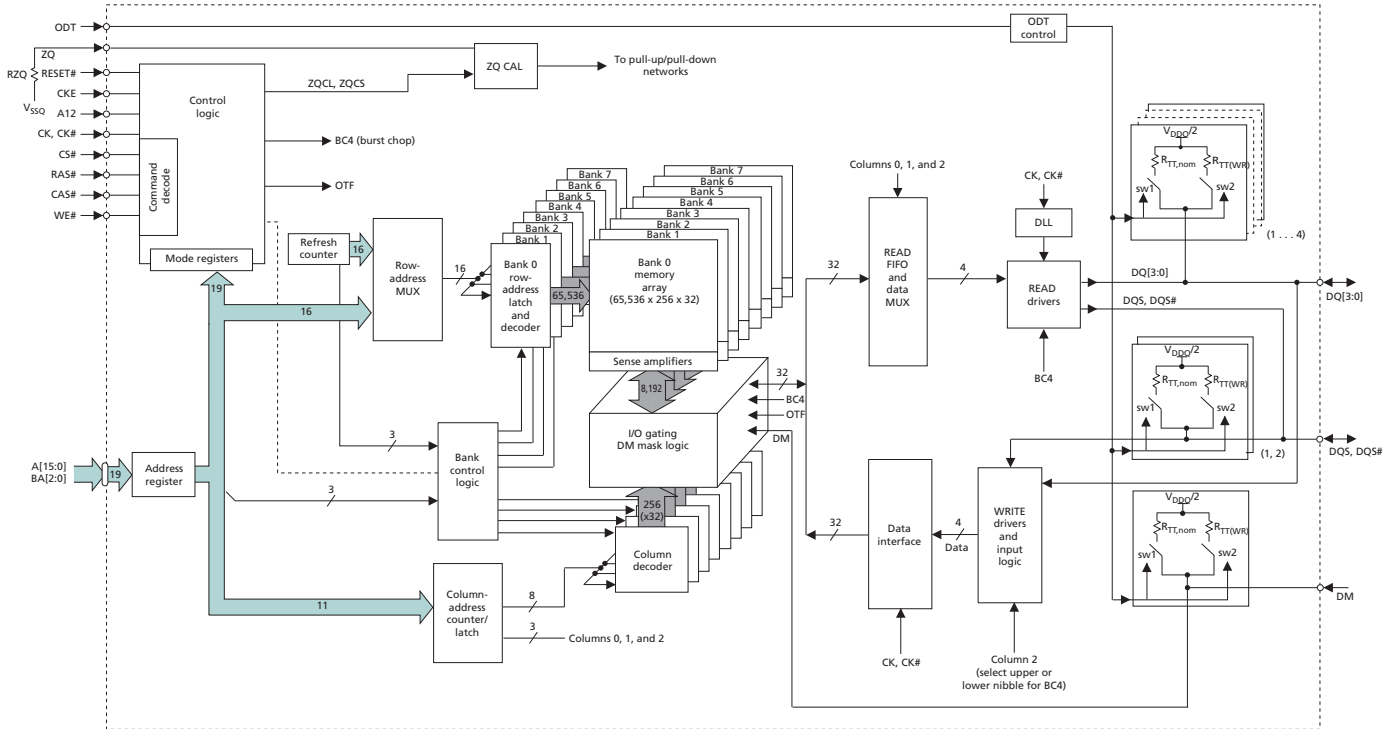 ODT
ODT
control
ZQ
RZQ
RESET#
CKE
VSSQ
A12
CK, CK#
CS#
RAS#
CAS#
WE#
Control
logic
Command
decode
Mode registers
ZQCL, ZQCS
ZQ CAL
To pull-up/pull-down
networks
BC4 (burst chop)
OTF
Refresh
counter
16
Row-
address
MUX
16
Bank 7
Bank 6
Bank 5
Bank 4
Bank 3
Bank 2
Bank 1
Bank 0
row-
address
latch
and
decoder
65,536
Bank 7
Bank 6
Bank 5
Bank 4
Bank 3
Bank 2
Bank 1
Bank 0
memory
array
(65,536 x 256 x 32)
Sense amplifiers
8,192
I/O gating
DM mask logic
32
BC4
OTF
DM
256
(x32)
Column
decoder
19
16
3
3
Bank
control
logic
A[15:0]
BA[2:0]
19
Address
register
11
Column-
address
counter/
latch
8
3
Columns 0, 1, and 2
Columns 0, 1, and 2
32
READ
FIFO
and
data
MUX
4
CK, CK#
DLL
READ
drivers
BC4
DQ[3:0]
DQS, DQS#
DQ[3:0]
VDDQ/2
RTT,nom
RTT(WR)
sw1
sw2
(1 . . . 4)
VDDQ/2
RTT,nom
RTT(WR)
sw1
sw2
(1, 2)
DQS, DQS#
VDDQ/2
RTT,nom
RTT(WR)
sw1
sw2
DM
32
Data
interface
4
Data
WRITE
drivers
and
input
logic
CK, CK#
Column 2
(select upper or
lower nibble for BC4)